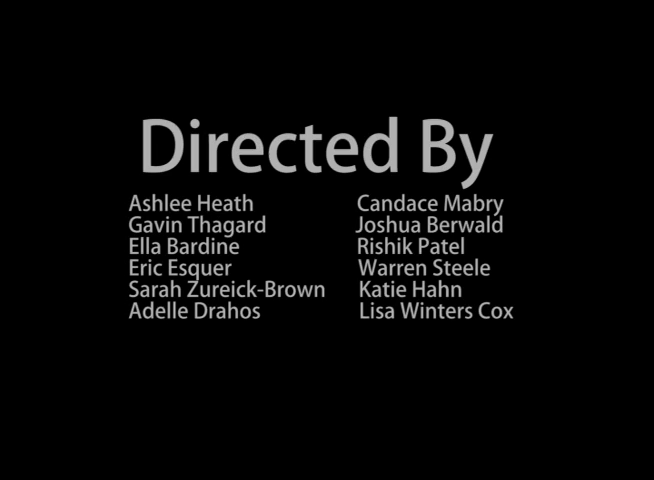 Directed By
Ashlee Heath
Gavin Thagard
Ella Bardine
Eric Esquer
Sarah Zureick-Brown
Adelle Drahos
Candace Mabry
Joshua Berwald
Rishik Patel
Warren Steele
Katie Hahn
Lisa Winters Cox